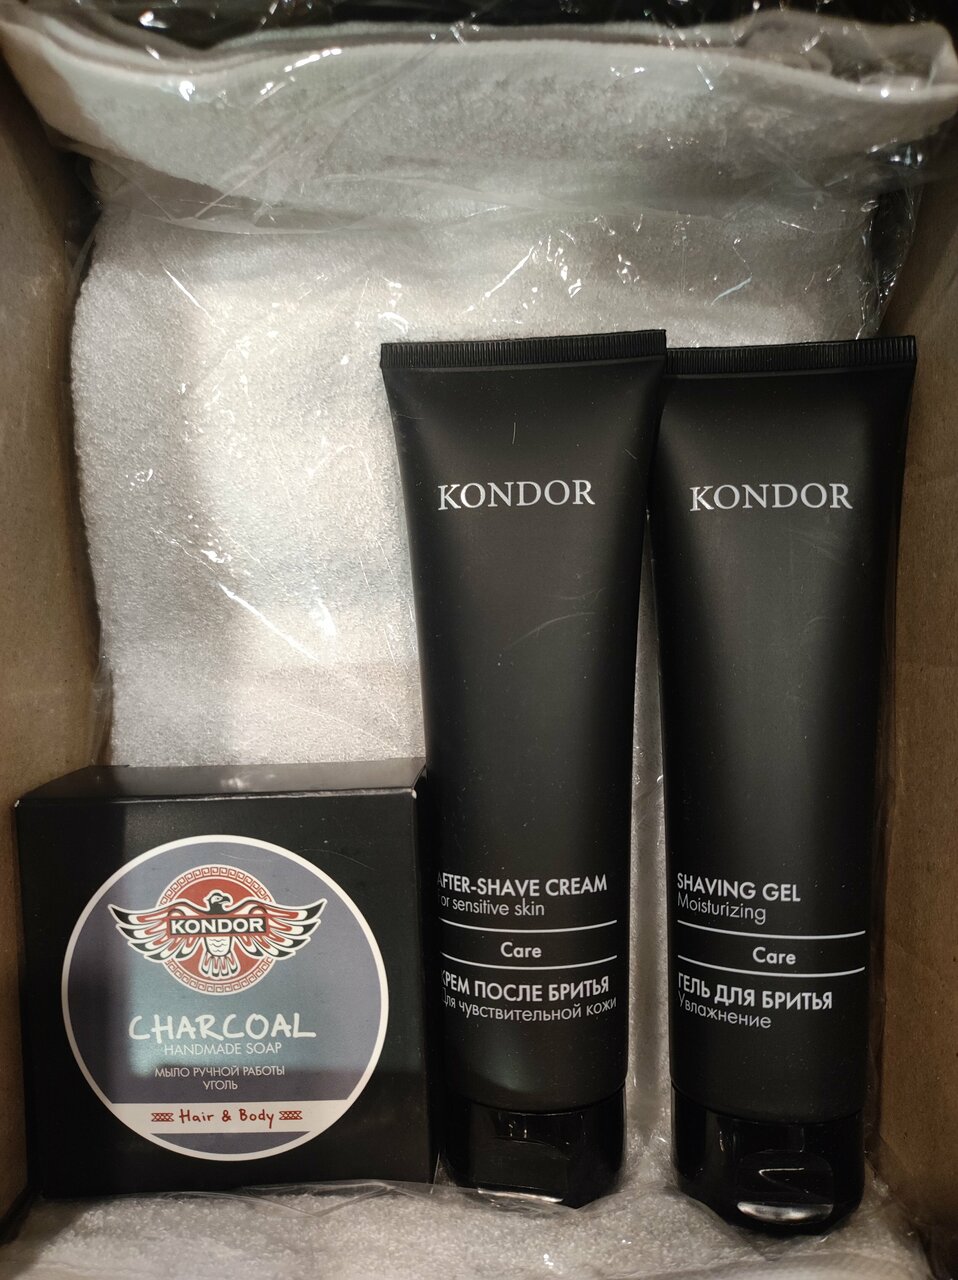 KONDOR
AFTER-SHAVE CREAM
for sensitive skin
Care
КРЕМ ПОСЛЕ БРИТЬЯ
Для чувствительной кожи
KONDOR
SHAVING GEL
Moisturizing
Care
ГЕЛЬ ДЛЯ БРИТЬЯ
Увлажнение
KONDOR
CHARCOAL
HANDMADE SOAP
МЫЛО РУЧНОЙ РАБОТЫ
УГОЛЬ
Hair & Body